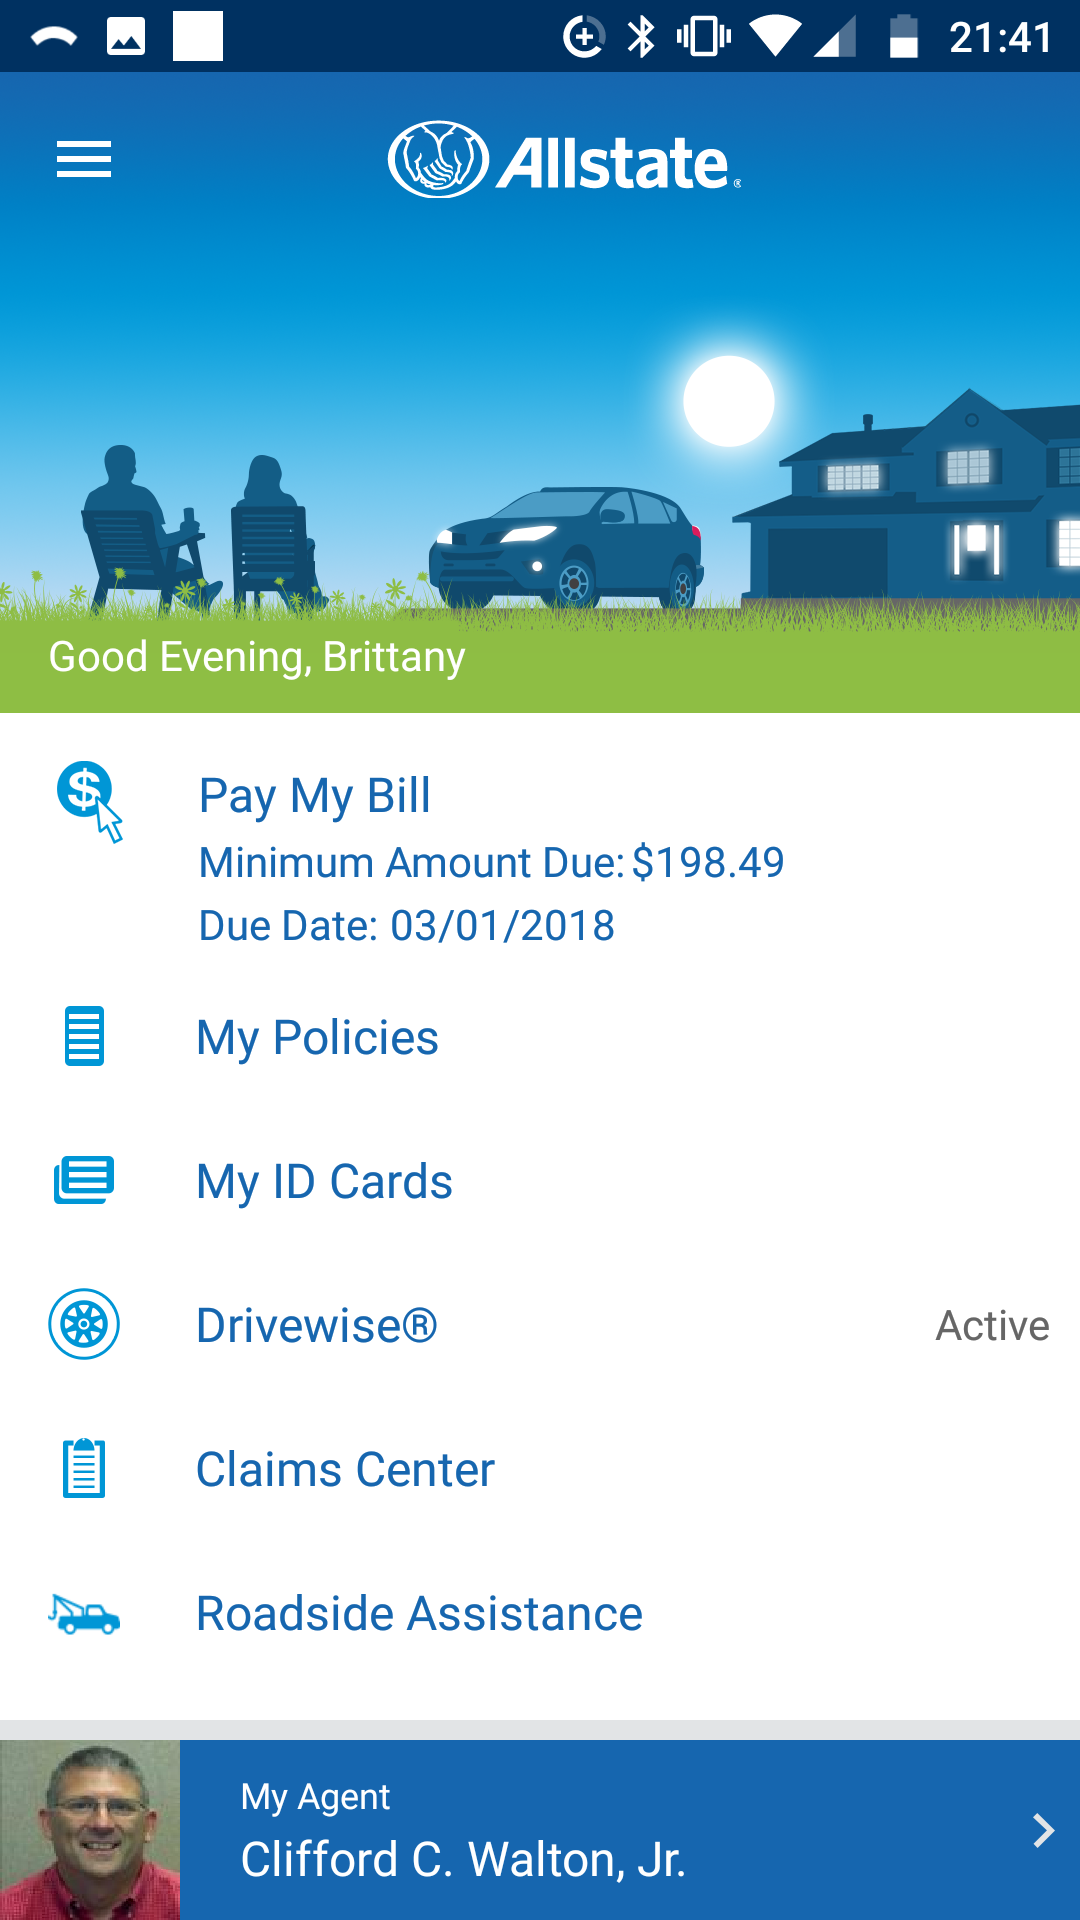 21:41
Allstate®
Good Evening, Brittany
Pay My Bill
Minimum Amount Due: $198.49
Due Date: 03/01/2018
My Policies
My ID Cards
Drivewise® Active
Claims Center
Roadside Assistance
My Agent
Clifford C. Walton, Jr.